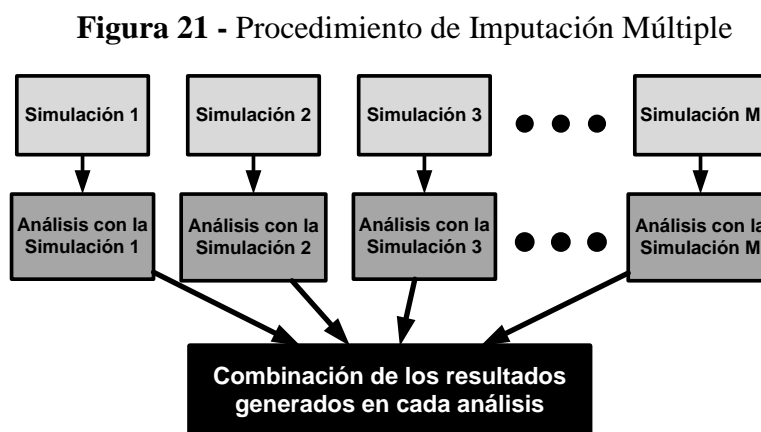 Figura 21 - Procedimiento de Imputación Múltiple
Simulación 1
Simulación 2
Simulación 3
Simulación M
Análisis con la
Simulación 1
Análisis con la
Simulación 2
Análisis con la
Simulación 3
Análisis con la
Simulación M
Combinación de los resultados
generados en cada análisis